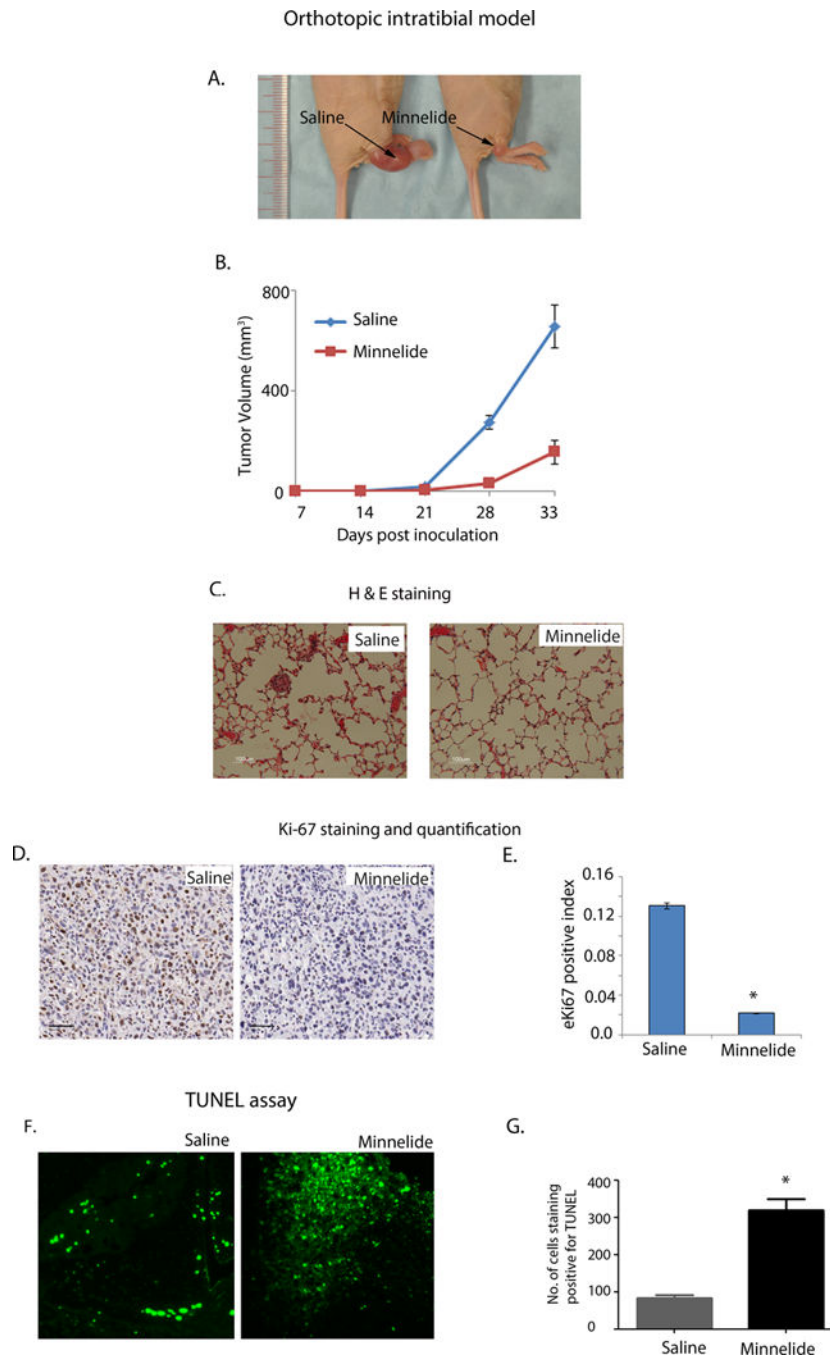 Orthotopic intratibial model
A.
Saline
Minnelide
B.
Tumor Volume (mm³)
800
400
0
Saline
Minnelide
7 14 21 28 33
Days post inoculation
C.
H & E staining
Saline
Minnelide
100μm
100μm
Ki-67 staining and quantification
D.
Saline
Minnelide
E.
eKi67 positive index
0.16
0.12
0.04
0.0
*
Saline Minnelide
TUNEL assay
F.
Saline
Minnelide
G.
No. of cells staining
positive for TUNEL
400
300
200
100
0
*
Saline Minnelide